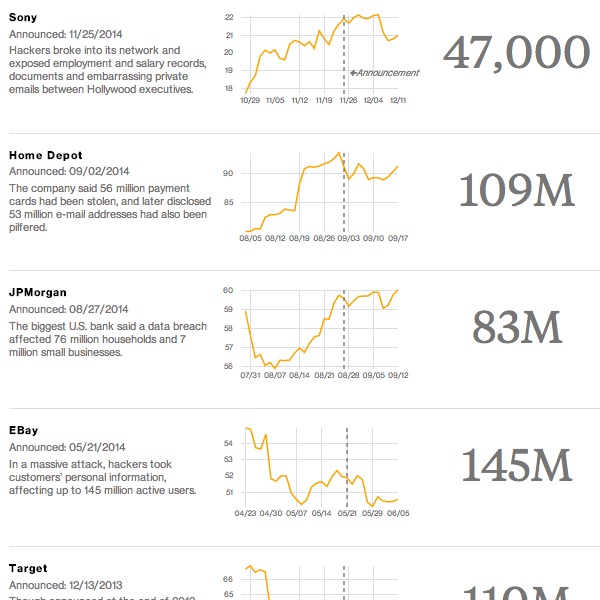 Sony
Announced: 11/25/2014
Hackers broke into its network and
exposed employment and salary records,
documents and embarrassing private
emails between Hollywood executives.
22
21
20
19
18
10/29 11/05 11/12 11/19 11/26 12/04 12/11
Announcement
47,000
Home Depot
Announced: 09/02/2014
The company said 56 million payment
cards had been stolen, and later disclosed
53 million e-mail addresses had also been
pilfered.
90
85
08/05 08/12 08/19 08/26 09/03 09/10 09/17
109M
JPMorgan
Announced: 08/27/2014
The biggest U.S. bank said a data breach
affected 76 million households and 7
million small businesses.
60
59
58
57
56
07/31 08/07 08/14 08/21 08/28 09/05 09/12
83M
EBay
Announced: 05/21/2014
In a massive attack, hackers took
customers' personal information,
affecting up to 145 million active users.
54
53
52
51
04/23 04/30 05/07 05/14 05/21 05/29 06/05
145M
Target
Announced: 12/13/2013
Though announced at the end of 2013
66
65
110M